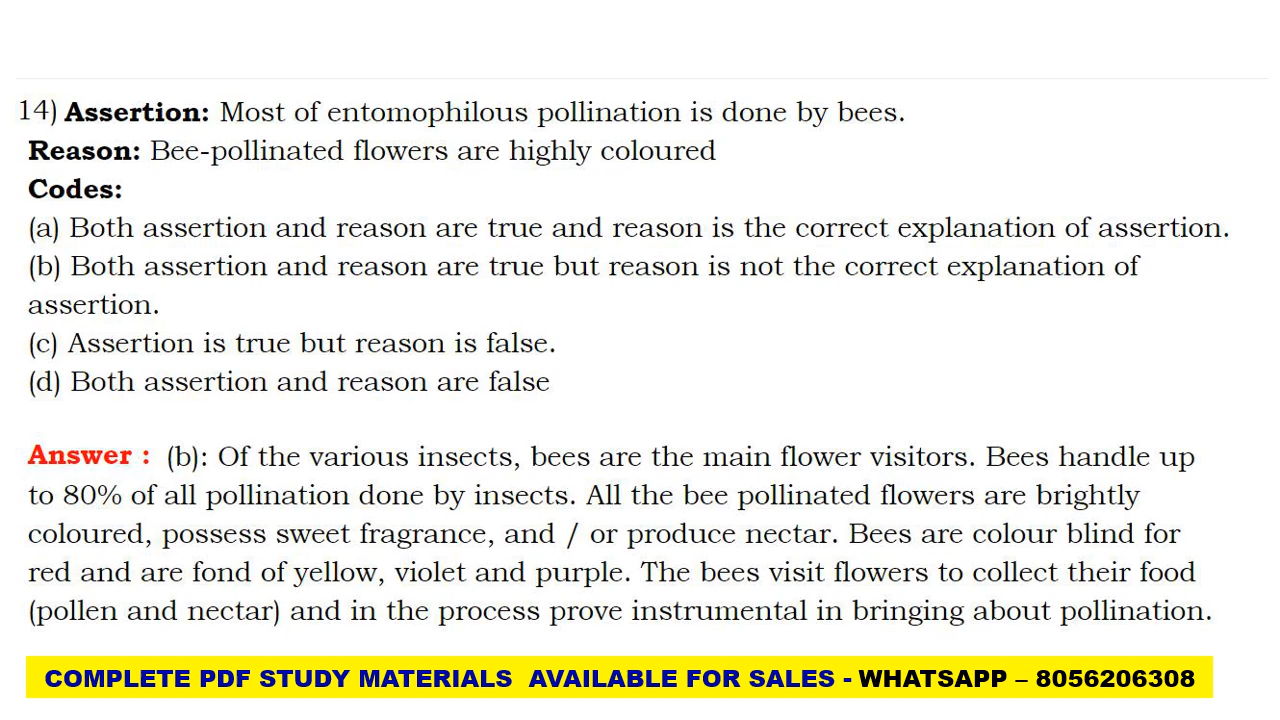 14) Assertion: Most of entomophilous pollination is done by bees.
Reason: Bee-pollinated flowers are highly coloured
Codes:
(a) Both assertion and reason are true and reason is the correct explanation of assertion.
(b) Both assertion and reason are true but reason is not the correct explanation of
assertion.
(c) Assertion is true but reason is false.
(d) Both assertion and reason are false
Answer : (b): Of the various insects, bees are the main flower visitors. Bees handle up
to 80% of all pollination done by insects. All the bee pollinated flowers are brightly
coloured, possess sweet fragrance, and / or produce nectar. Bees are colour blind for
red and are fond of yellow, violet and purple. The bees visit flowers to collect their food
(pollen and nectar) and in the process prove instrumental in bringing about pollination.
COMPLETE PDF STUDY MATERIALS AVAILABLE FOR SALES - WHATSAPP – 8056206308